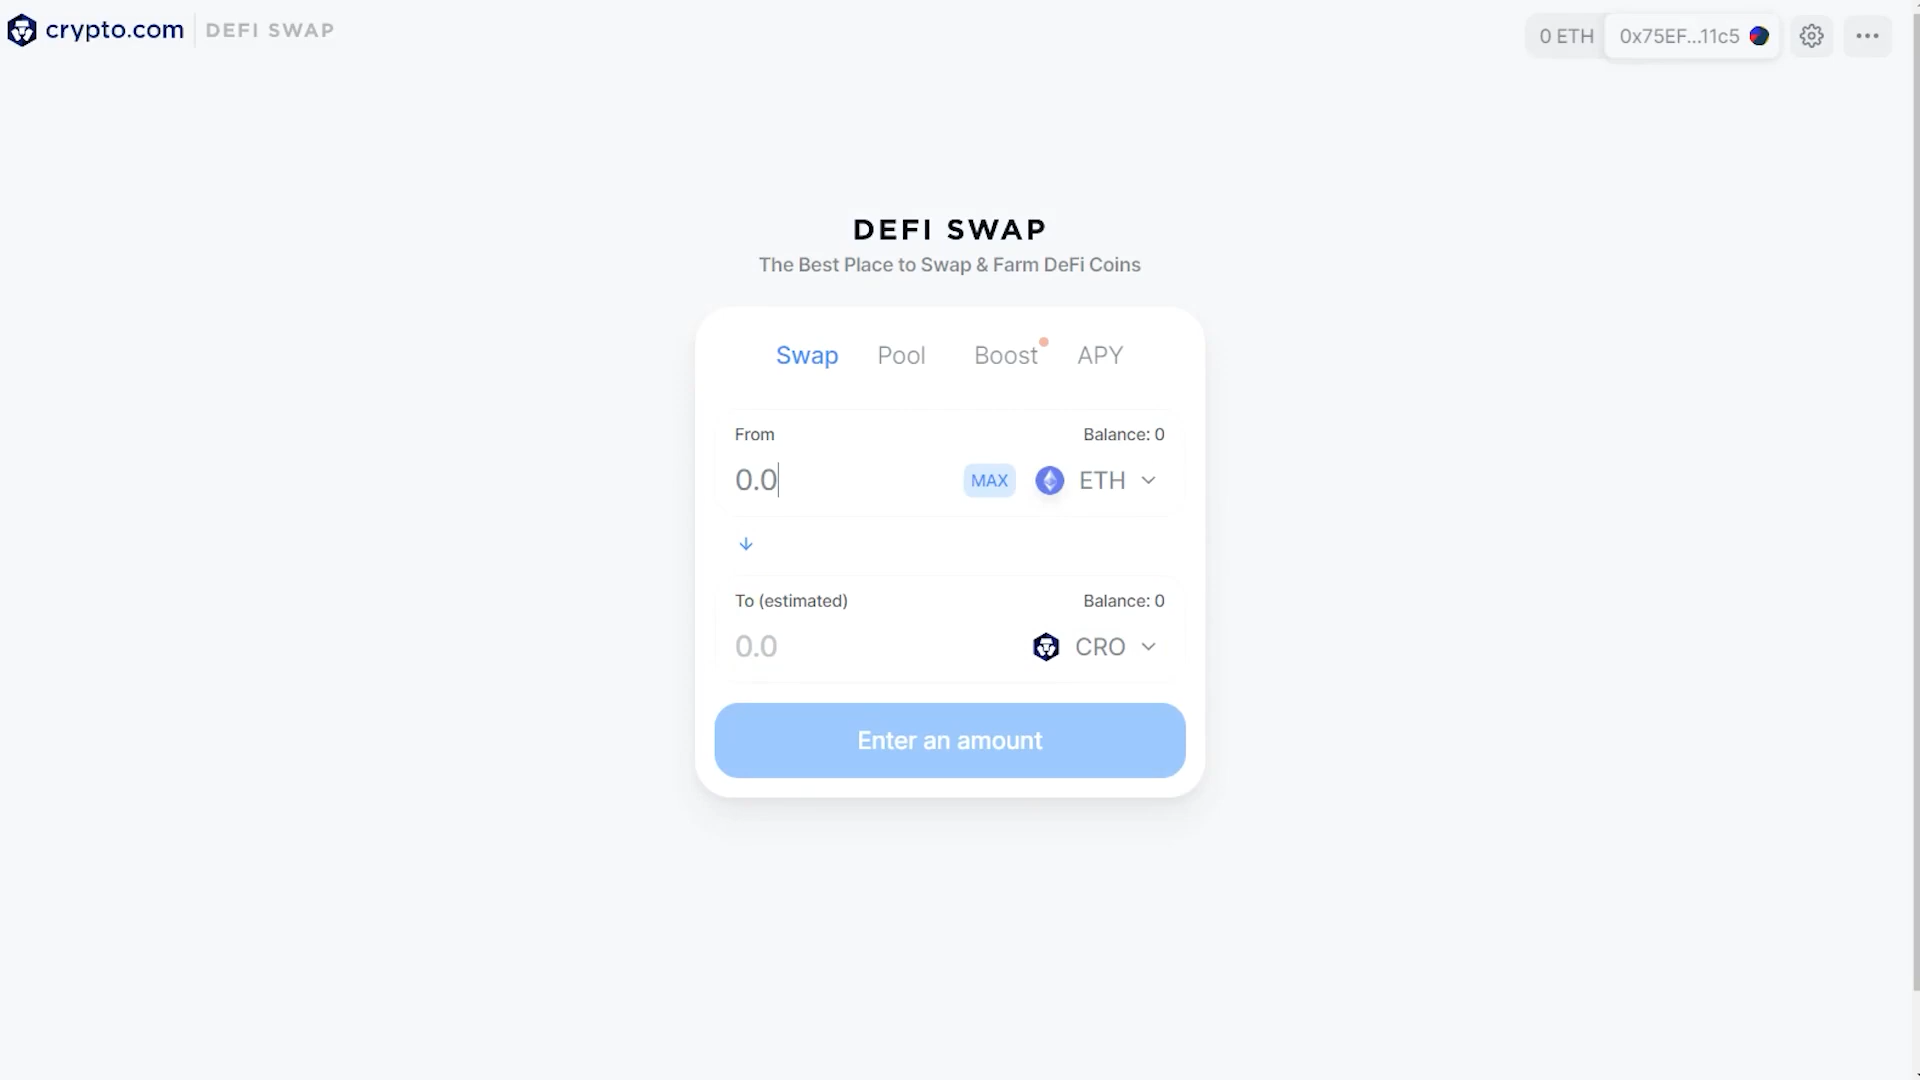 crypto.com DEFI SWAP
0 ETH 0x75EF...11c5
DEFI SWAP
The Best Place to Swap & Farm DeFi Coins
Swap Pool Boost APY
From Balance: 0
0.0 MAX ETH
To (estimated) Balance: 0
0.0 CRO
Enter an amount